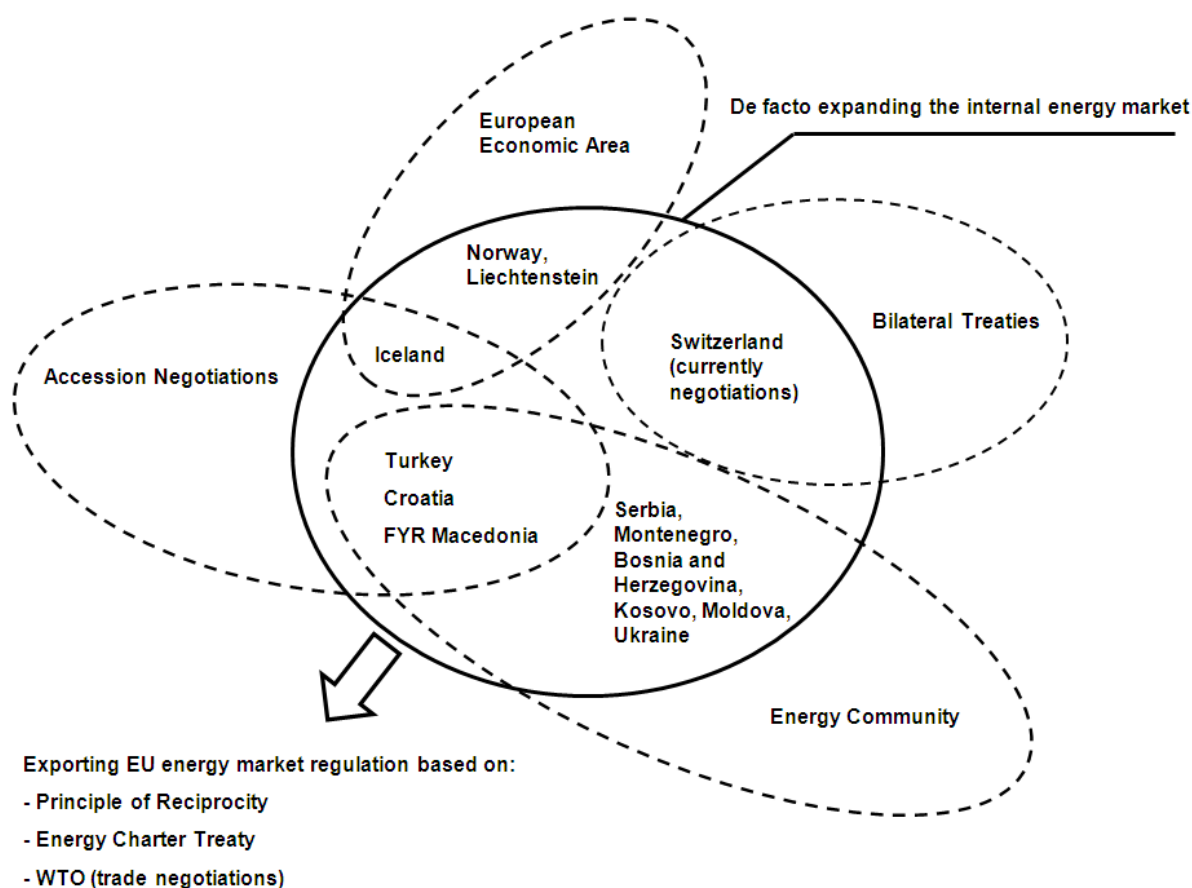 De facto expanding the internal energy market
European
Economic Area
Norway,
Liechtenstein
Bilateral Treaties
Switzerland
(currently
negotiations)
Iceland
Accession Negotiations
Turkey
Croatia
FYR Macedonia
Serbia,
Montenegro,
Bosnia and
Herzegovina,
Kosovo, Moldova,
Ukraine
Energy Community
Exporting EU energy market regulation based on:
- Principle of Reciprocity
- Energy Charter Treaty
- WTO (trade negotiations)